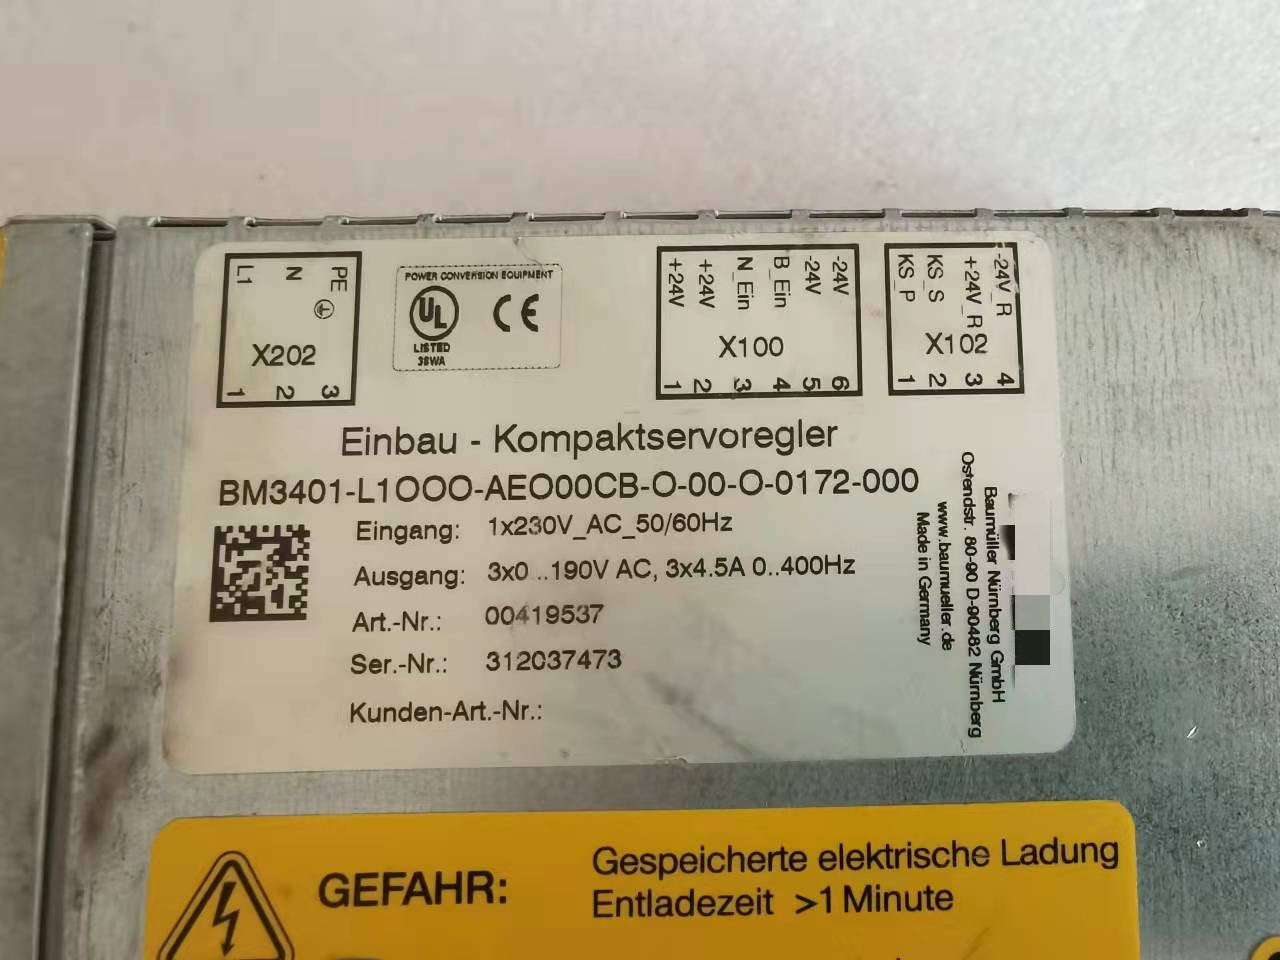 L1 N PE
X202
1 2 3
POWER CONVERSION EQUIPMENT
UL CE
LISTED
38WA
+24V +24V N_Ein B_Ein -24V -24V
X100
1 2 3 4 5 6
KS_P KS_S +24V_R -24V_R
X102
1 2 3 4
Einbau - Kompaktservoregler
BM3401-L1OOO-AEO00CB-O-00-O-0172-000
Eingang: 1x230V_AC_50/60Hz
Ausgang: 3x0...190V AC, 3x4.5A 0..400Hz
Art.-Nr.: 00419537
Ser.-Nr.: 312037473
Kunden-Art.-Nr.:
Baumüller Nürnberg GmbH
Ostendstr. 80-90 D-90482 Nürnberg
www.baumueller.de
Made in Germany
GEFAHR:
Gespeicherte elektrische Ladung
Entladezeit >1 Minute